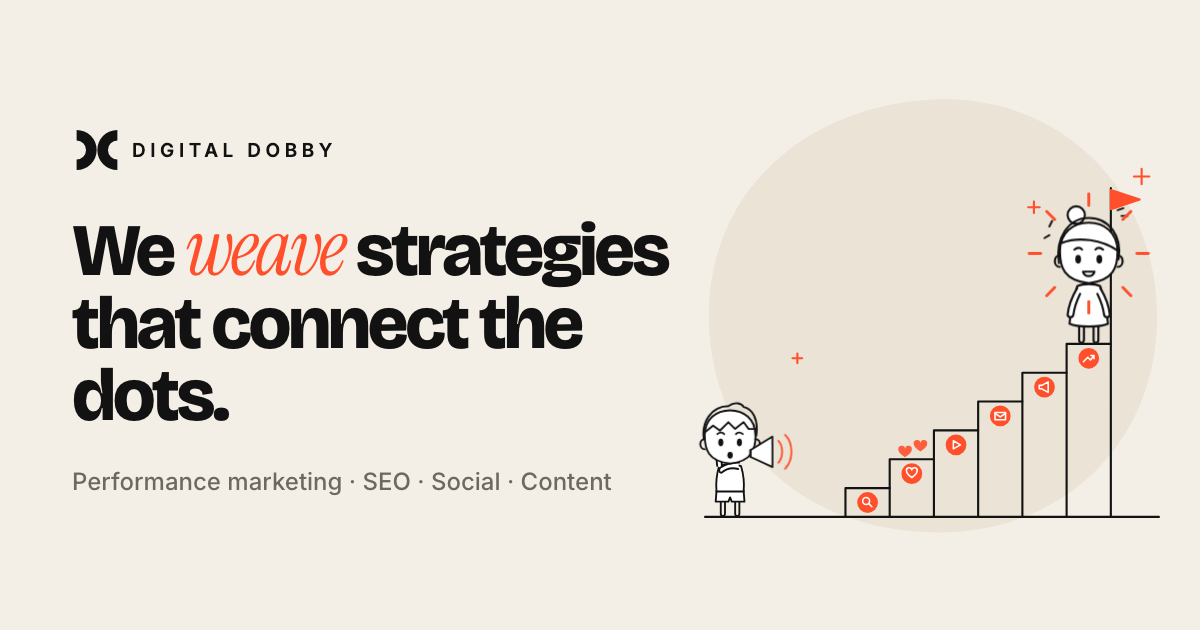 DIGITAL DOBBY
We weave strategies
that connect the
dots.
Performance marketing · SEO · Social · Content